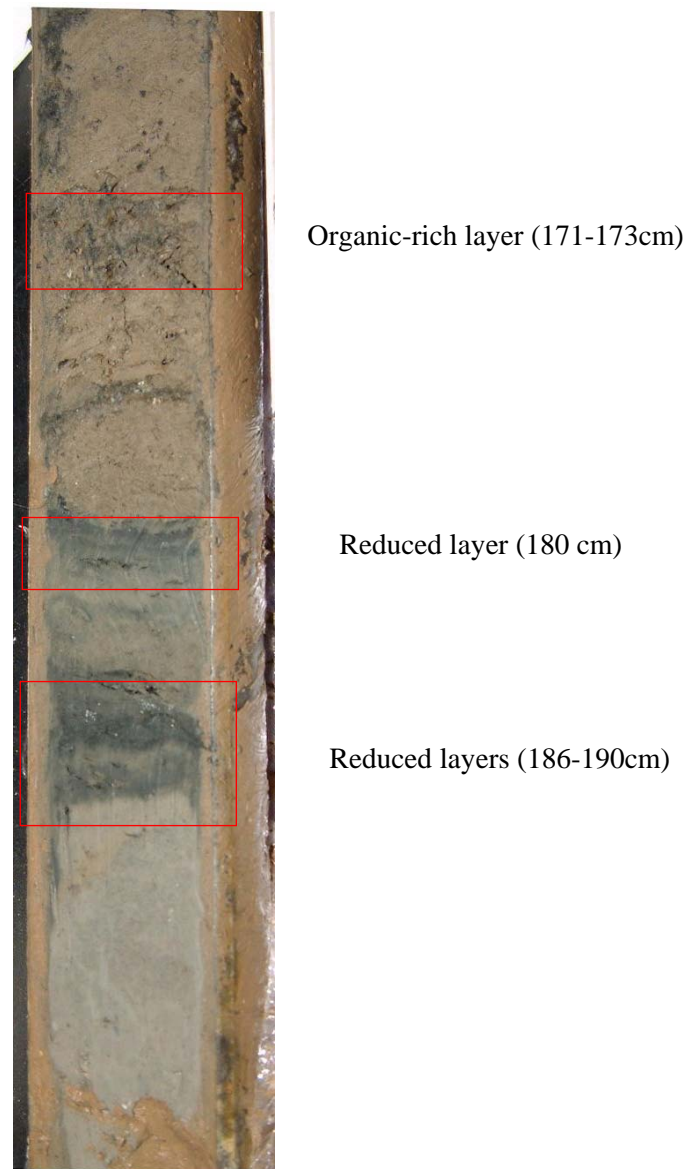 Organic-rich layer (171-173cm)
Reduced layer (180 cm)
Reduced layers (186-190cm)